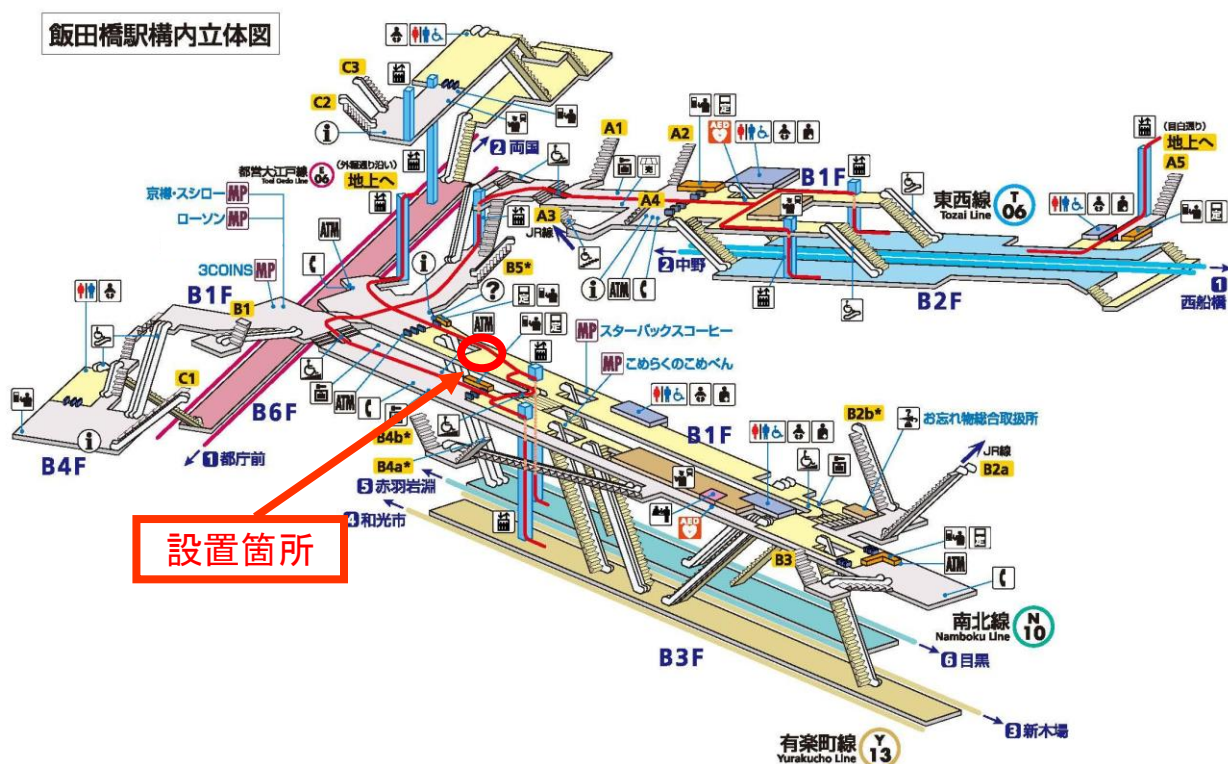 飯田橋駅構内立体図
C3
C2
A1
A2
AED
B1F
(目白通り)
地上へ
A5
2 両国
都営大江戸線
Toei Oedo Line
E
06
(外堀通り沿い)
地上へ
京樽・スシロー MP
ローソン MP
ATM
A3
JR線
A4
東西線
Tozai Line
T
06
3COINS MP
B5*
ATM
2 中野
B2F
1
西船橋
B1F
B1
ATM
MP スターバックスコーヒー
MP こめらくのこめべん
C1
ATM
B6F
B4F
1 都庁前
B4b*
B4a*
B1F
B2b*
お忘れ物総合取扱所
JR線
B2a
5 赤羽岩淵
4 和光市
設置箇所
AED
B3
ATM
南北線
Namboku Line
N
10
B3F
6 目黒
3 新木場
有楽町線
Yurakucho Line
Y
13